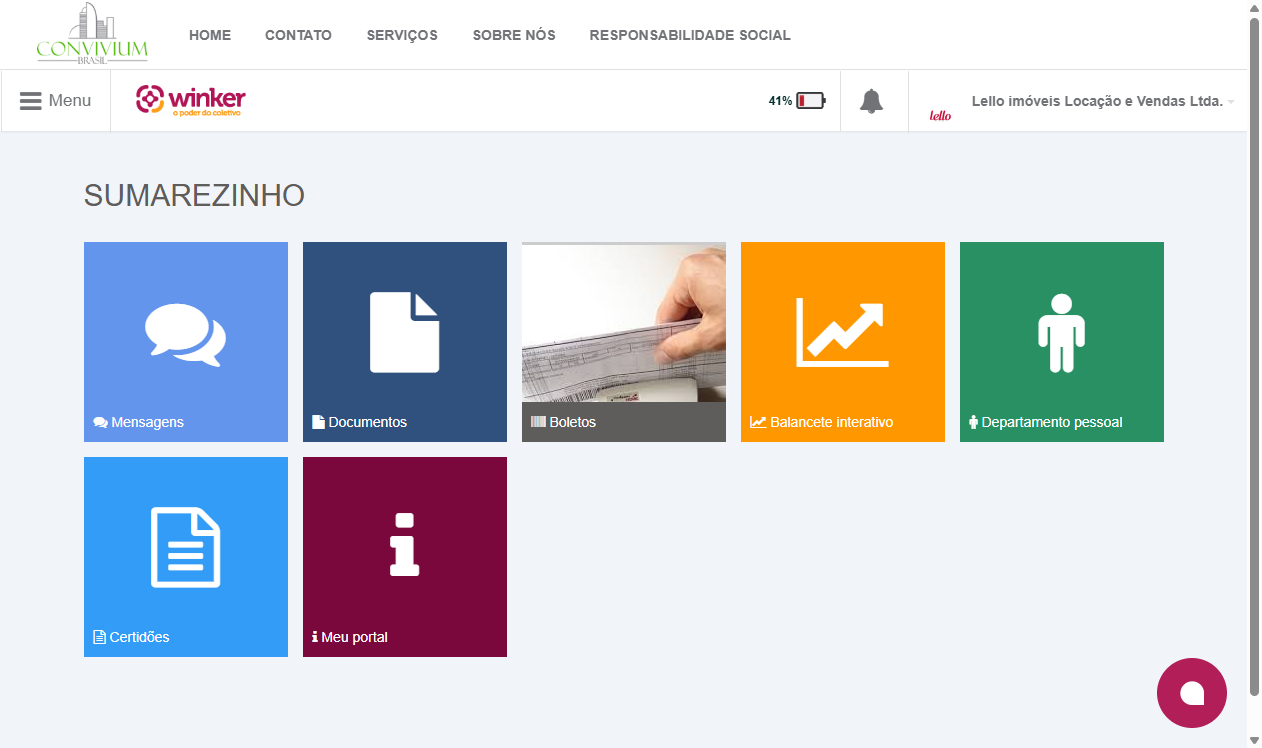 CONVIVIUM
BRASIL
HOME CONTATO SERVIÇOS SOBRE NÓS RESPONSABILIDADE SOCIAL
Menu
winker
o poder do coletivo
41%
lello
Lello imóveis Locação e Vendas Ltda.
SUMAREZINHO
Mensagens
Documentos
Boletos
Balancete interativo
Departamento pessoal
Certidões
Meu portal